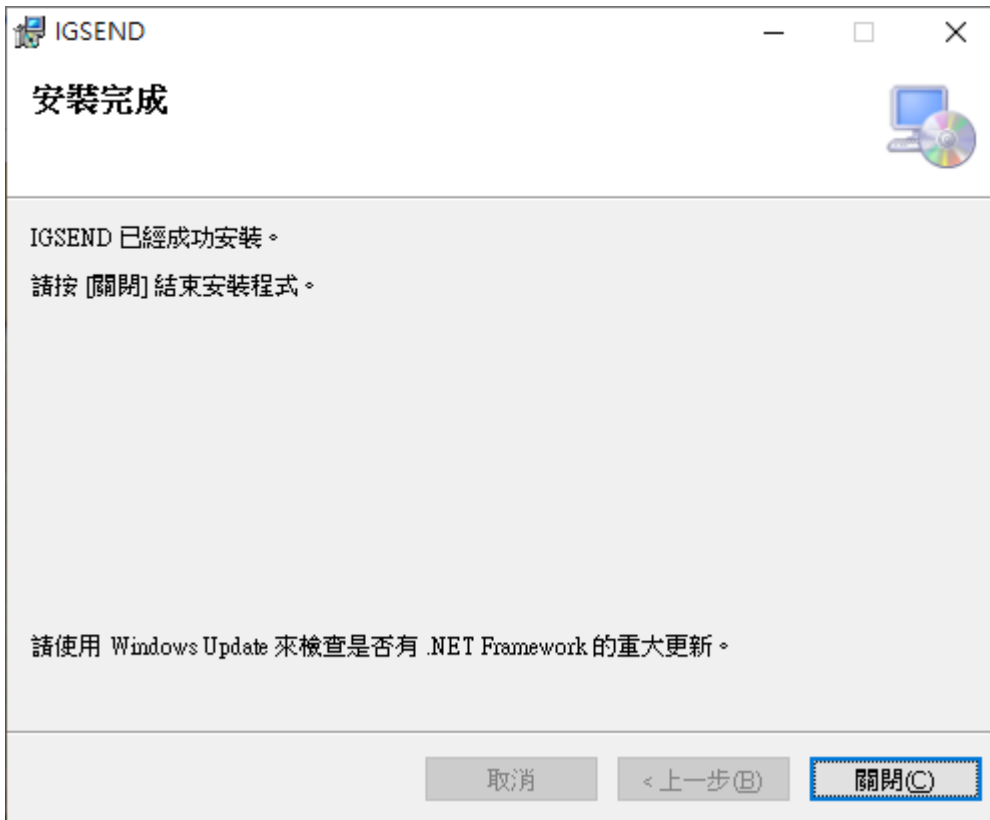 IGSEND
安裝完成
IGSEND 已經成功安裝。
請按 [關閉] 結束安裝程式。
請使用 Windows Update 來檢查是否有 .NET Framework 的重大更新。
取消
< 上一步(B)
關閉(C)